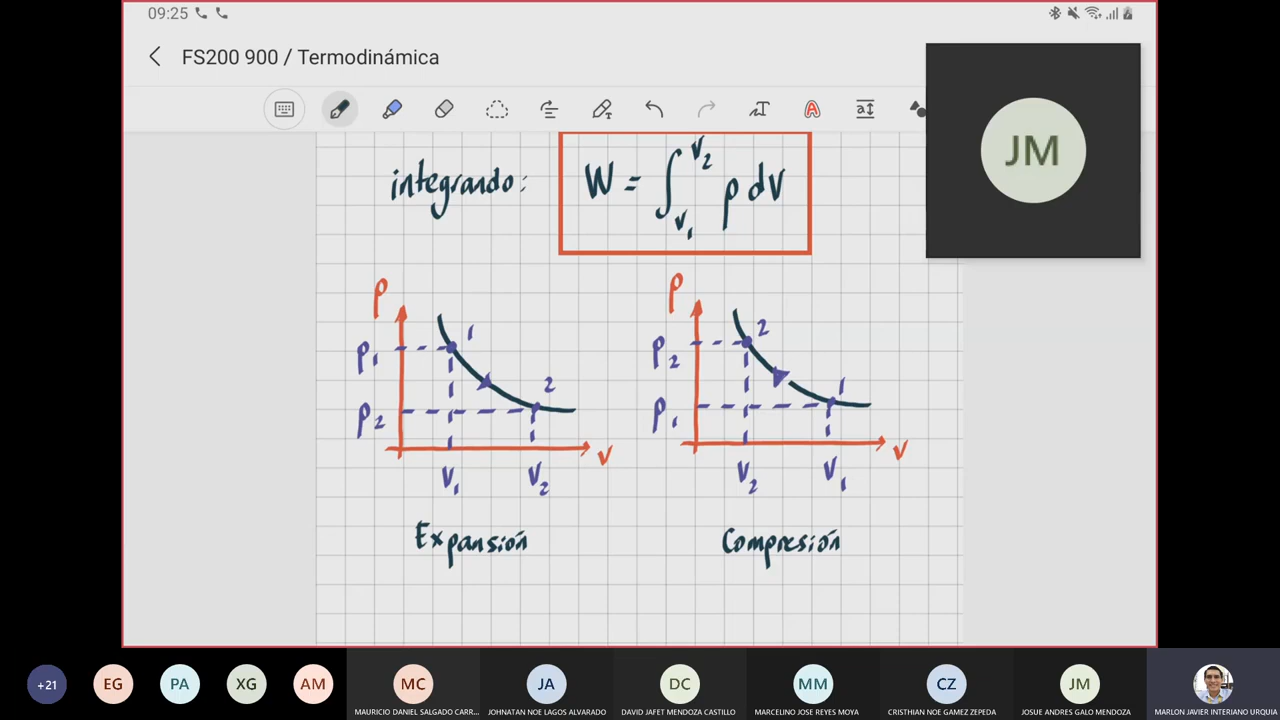 09:25
FS200 900 / Termodinámica
JM
integrando: W = ∫ V₁ V₂ p dV
p
p
p₁
1
p₂
2
p₂
2
p₁
1
V
V
V₁
V₂
V₂
V₁
Expansión
Compresión
+21
EG
PA
XG
AM
MC
JA
DC
MM
CZ
JM
MAURICIO DANIEL SALGADO CARR...
JOHNATAN NOE LAGOS ALVARADO
DAVID JAFET MENDOZA CASTILLO
MARCELINO JOSE REYES MOYA
CRISTHIAN NOE GAMEZ ZEPEDA
JOSUE ANDRES GALO MENDOZA
MARLON JAVIER INTERIANO URQUIA